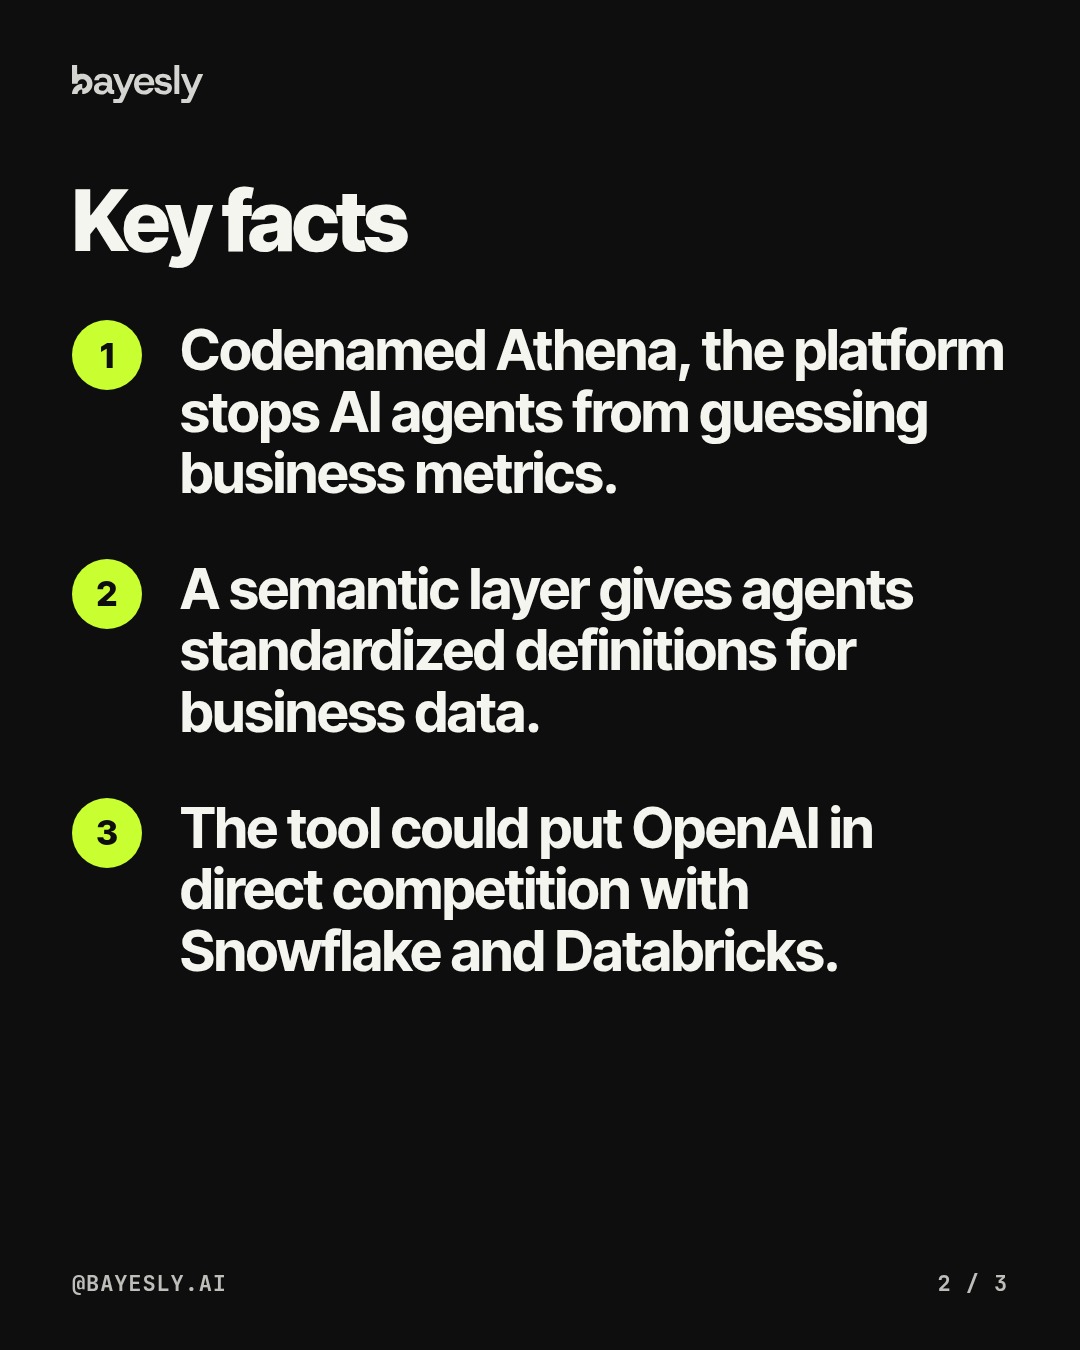 bayesly
Key facts
1
Codenamed Athena, the platform
stops AI agents from guessing
business metrics.
2
A semantic layer gives agents
standardized definitions for
business data.
3
The tool could put OpenAI in
direct competition with
Snowflake and Databricks.
@BAYESLY.AI
2 / 3